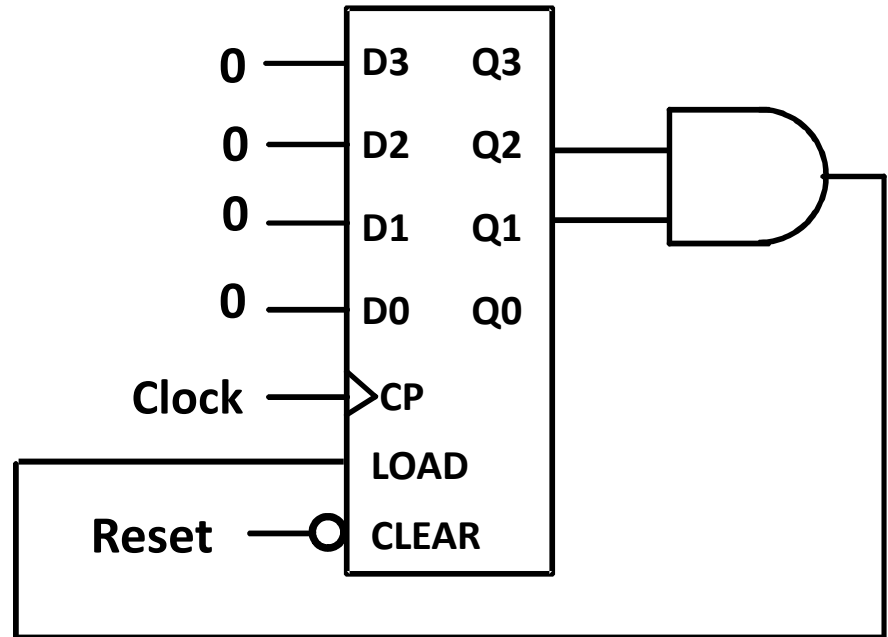 0 D3 Q3
0 D2 Q2
0 D1 Q1
0 D0 Q0
Clock CP
LOAD
Reset CLEAR